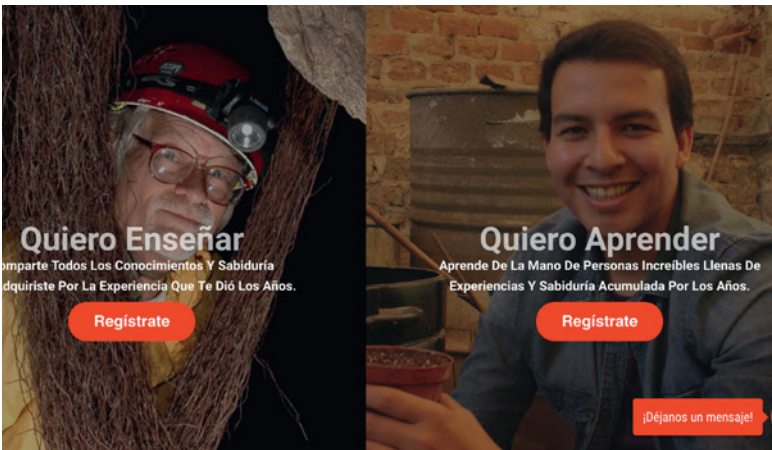 Quiero Enseñar
omparte Todos Los Conocimientos Y Sabiduría
dquiriste Por La Experiencia Que Te Dió Los Años.
Regístrate
Quiero Aprender
Aprende De La Mano De Personas Increíbles Llenas De
Experiencias Y Sabiduría Acumulada Por Los Años.
Regístrate
¡Déjanos un mensaje!